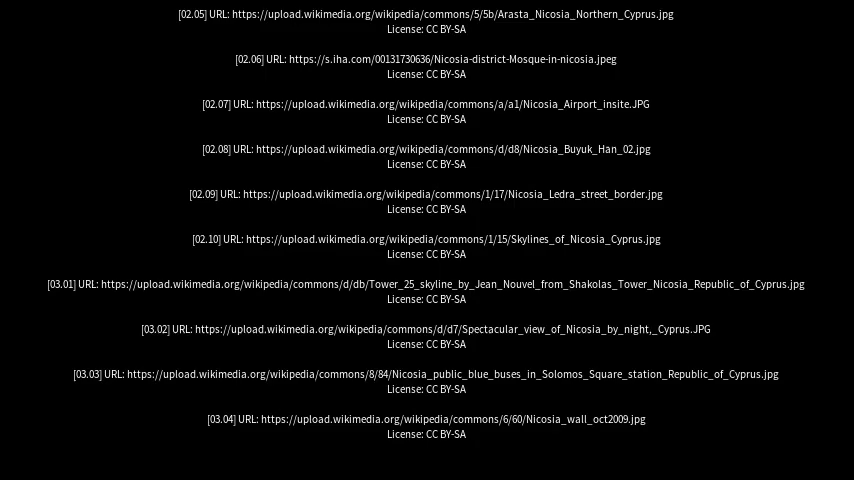 [02.05] URL: https://upload.wikimedia.org/wikipedia/commons/5/5b/Arasta_Nicosia_Northern_Cyprus.jpg
License: CC BY-SA
[02.06] URL: https://s.iha.com/00131730636/Nicosia-district-Mosque-in-nicosia.jpeg
License: CC BY-SA
[02.07] URL: https://upload.wikimedia.org/wikipedia/commons/a/a1/Nicosia_Airport_insite.JPG
License: CC BY-SA
[02.08] URL: https://upload.wikimedia.org/wikipedia/commons/d/d8/Nicosia_Buyuk_Han_02.jpg
License: CC BY-SA
[02.09] URL: https://upload.wikimedia.org/wikipedia/commons/1/17/Nicosia_Ledra_street_border.jpg
License: CC BY-SA
[02.10] URL: https://upload.wikimedia.org/wikipedia/commons/1/15/Skylines_of_Nicosia_Cyprus.jpg
License: CC BY-SA
[03.01] URL: https://upload.wikimedia.org/wikipedia/commons/d/db/Tower_25_skyline_by_Jean_Nouvel_from_Shakolas_Tower_Nicosia_Republic_of_Cyprus.jpg
License: CC BY-SA
[03.02] URL: https://upload.wikimedia.org/wikipedia/commons/d/d7/Spectacular_view_of_Nicosia_by_night,_Cyprus.JPG
License: CC BY-SA
[03.03] URL: https://upload.wikimedia.org/wikipedia/commons/8/84/Nicosia_public_blue_buses_in_Solomos_Square_station_Republic_of_Cyprus.jpg
License: CC BY-SA
[03.04] URL: https://upload.wikimedia.org/wikipedia/commons/6/60/Nicosia_wall_oct2009.jpg
License: CC BY-SA